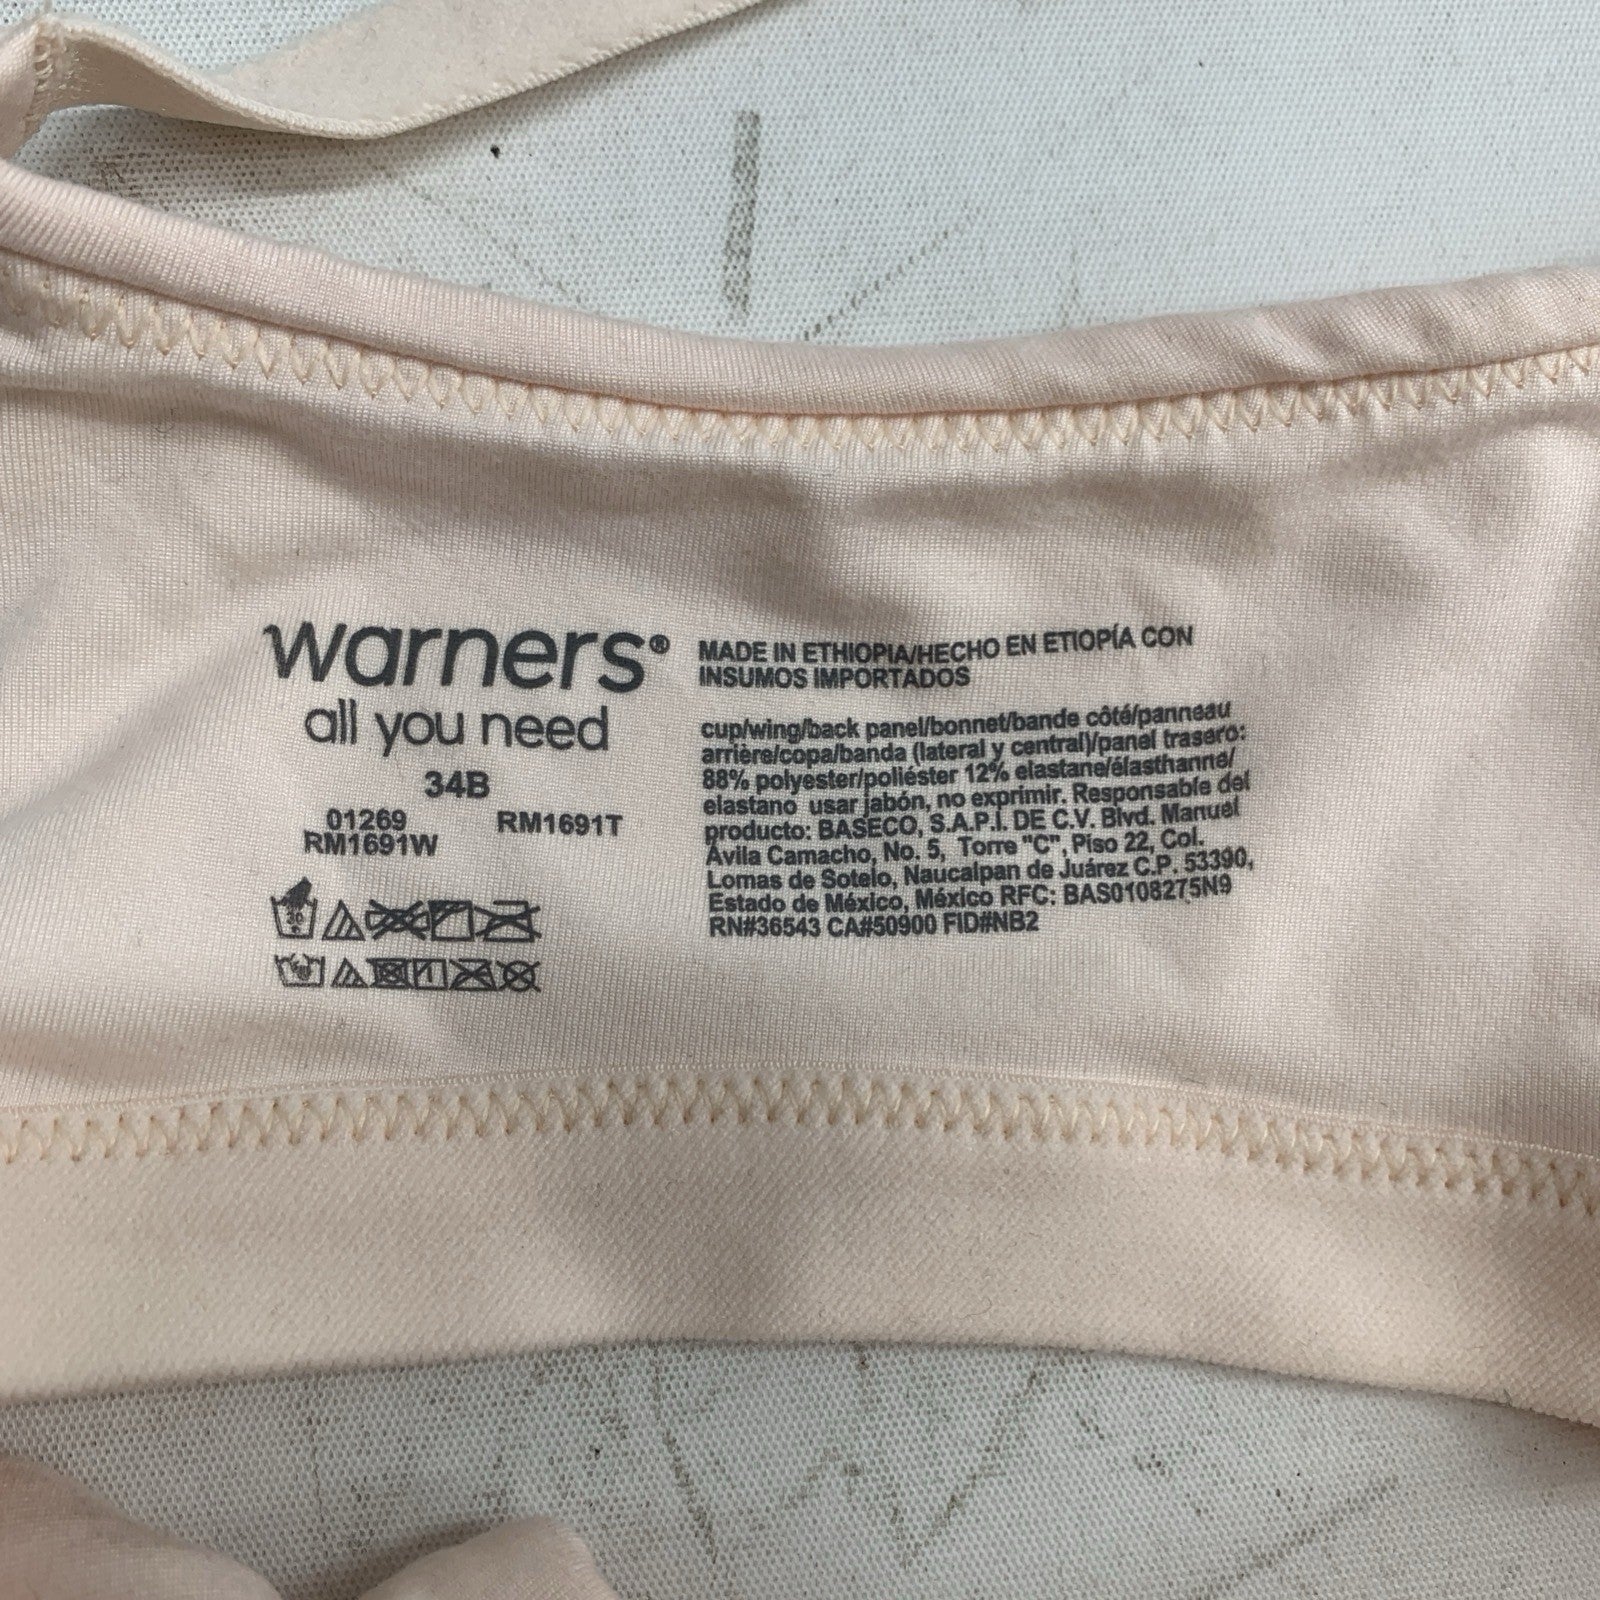 warners®
all you need
34B
01269 RM1691T
RM1691W
30
MADE IN ETHIOPIA/HECHO EN ETIOPÍA CON
INSUMOS IMPORTADOS
cup/wing/back panel/bonnet/bande côté/panneau
arrière/copa/banda (lateral y central)/panel trasero:
88% polyester/poliéster 12% elastane/élasthanne/
elastano usar jabón, no exprimir. Responsable del
producto: BASECO, S.A.P.I. DE C.V. Blvd. Manuel
Ávila Camacho, No. 5, Torre "C", Piso 22, Col.
Lomas de Sotelo, Naucalpan de Juárez C.P. 53390,
Estado de México, México RFC: BAS0108275N9
RN#36543 CA#50900 FID#NB2